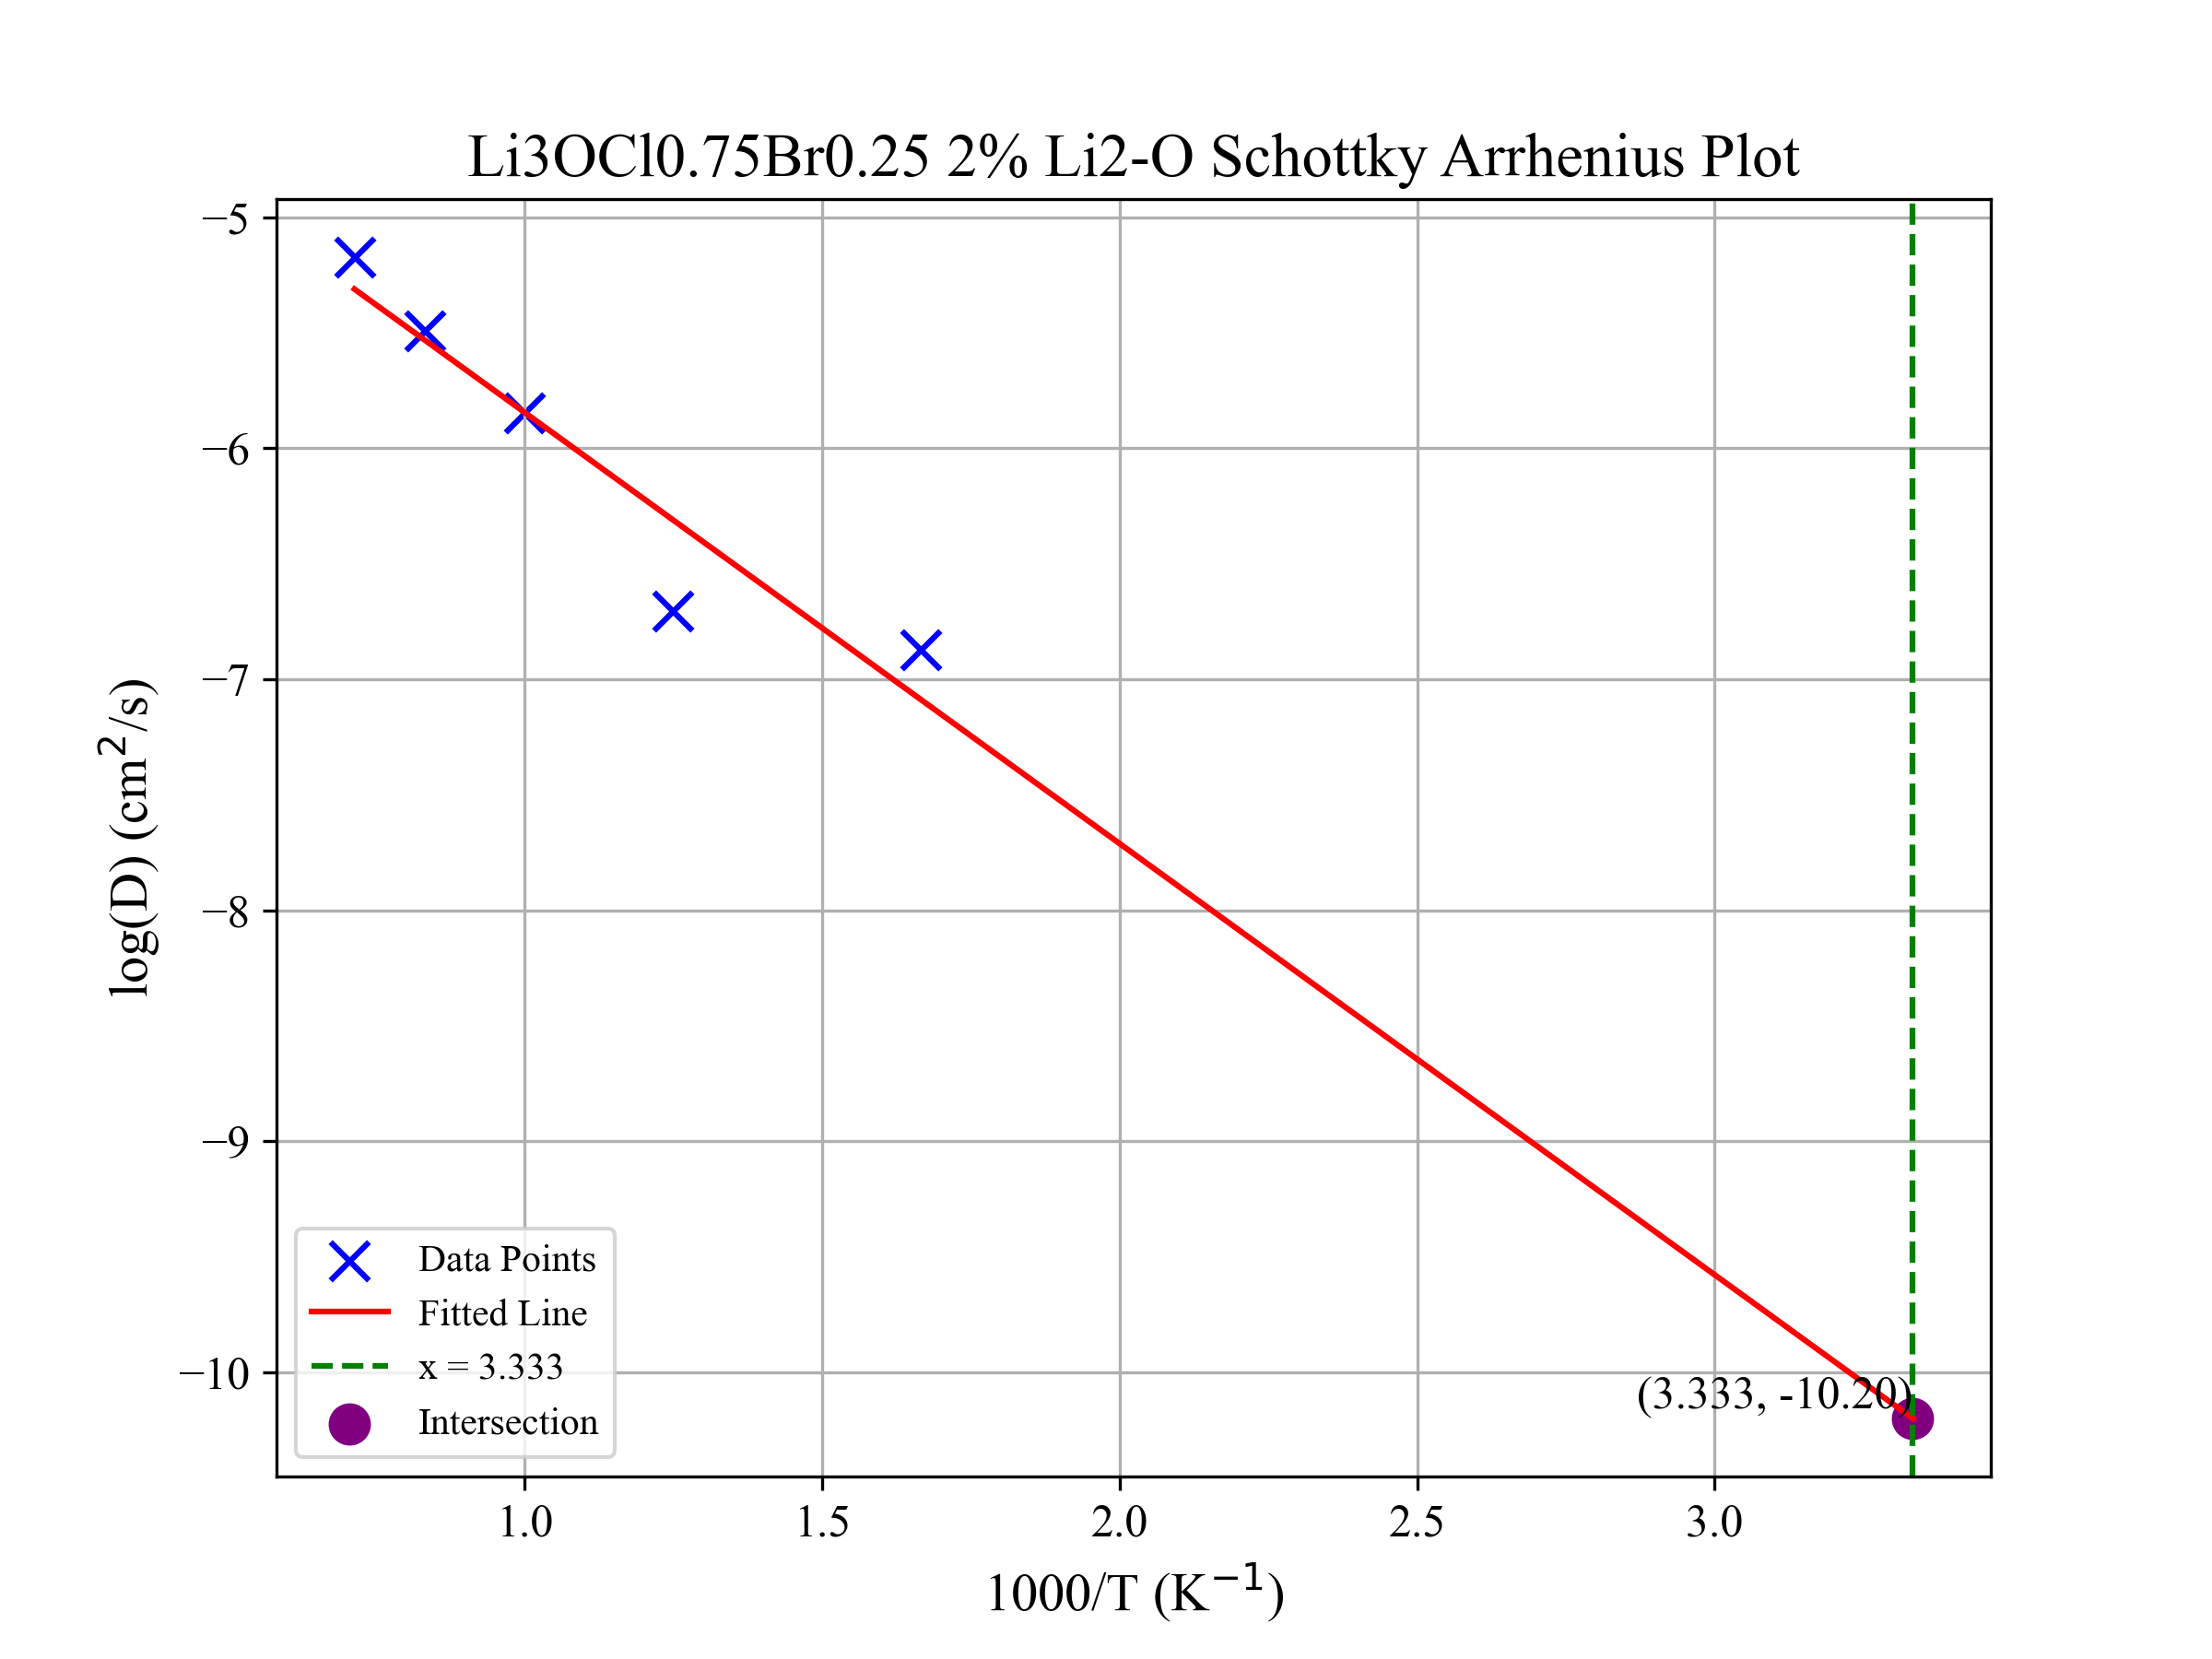 Li3OCl0.75Br0.25 2% Li2-O Schottky Arrhenius Plot
log(D) (cm²/s)
−5
−6
−7
−8
−9
−10
Data Points
Fitted Line
x = 3.333
Intersection
(3.333, -10.20)
1.0 1.5 2.0 2.5 3.0
1000/T (K⁻¹)